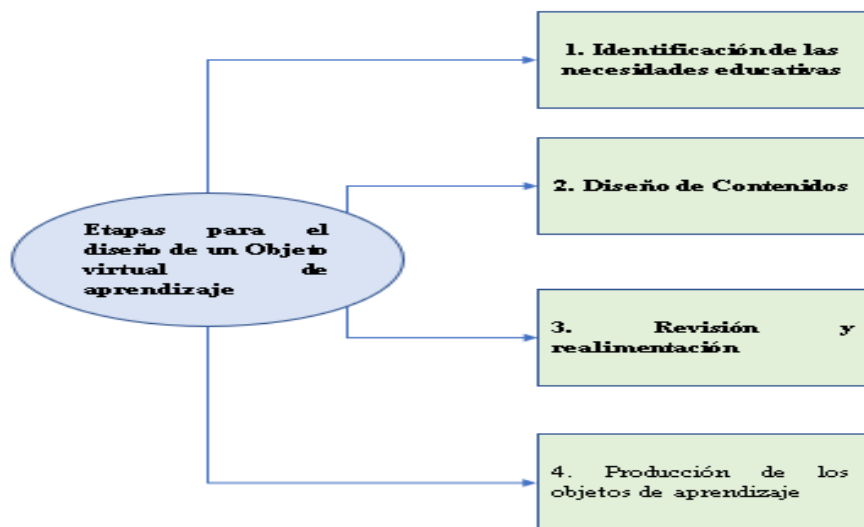 1. Identificación de las
necesidades educativas
2. Diseño de Contenidos
Etapas para el
diseño de un Objeto
virtual de
aprendizaje
3. Revisión y
realimentación
4. Producción de los
objetos de aprendizaje